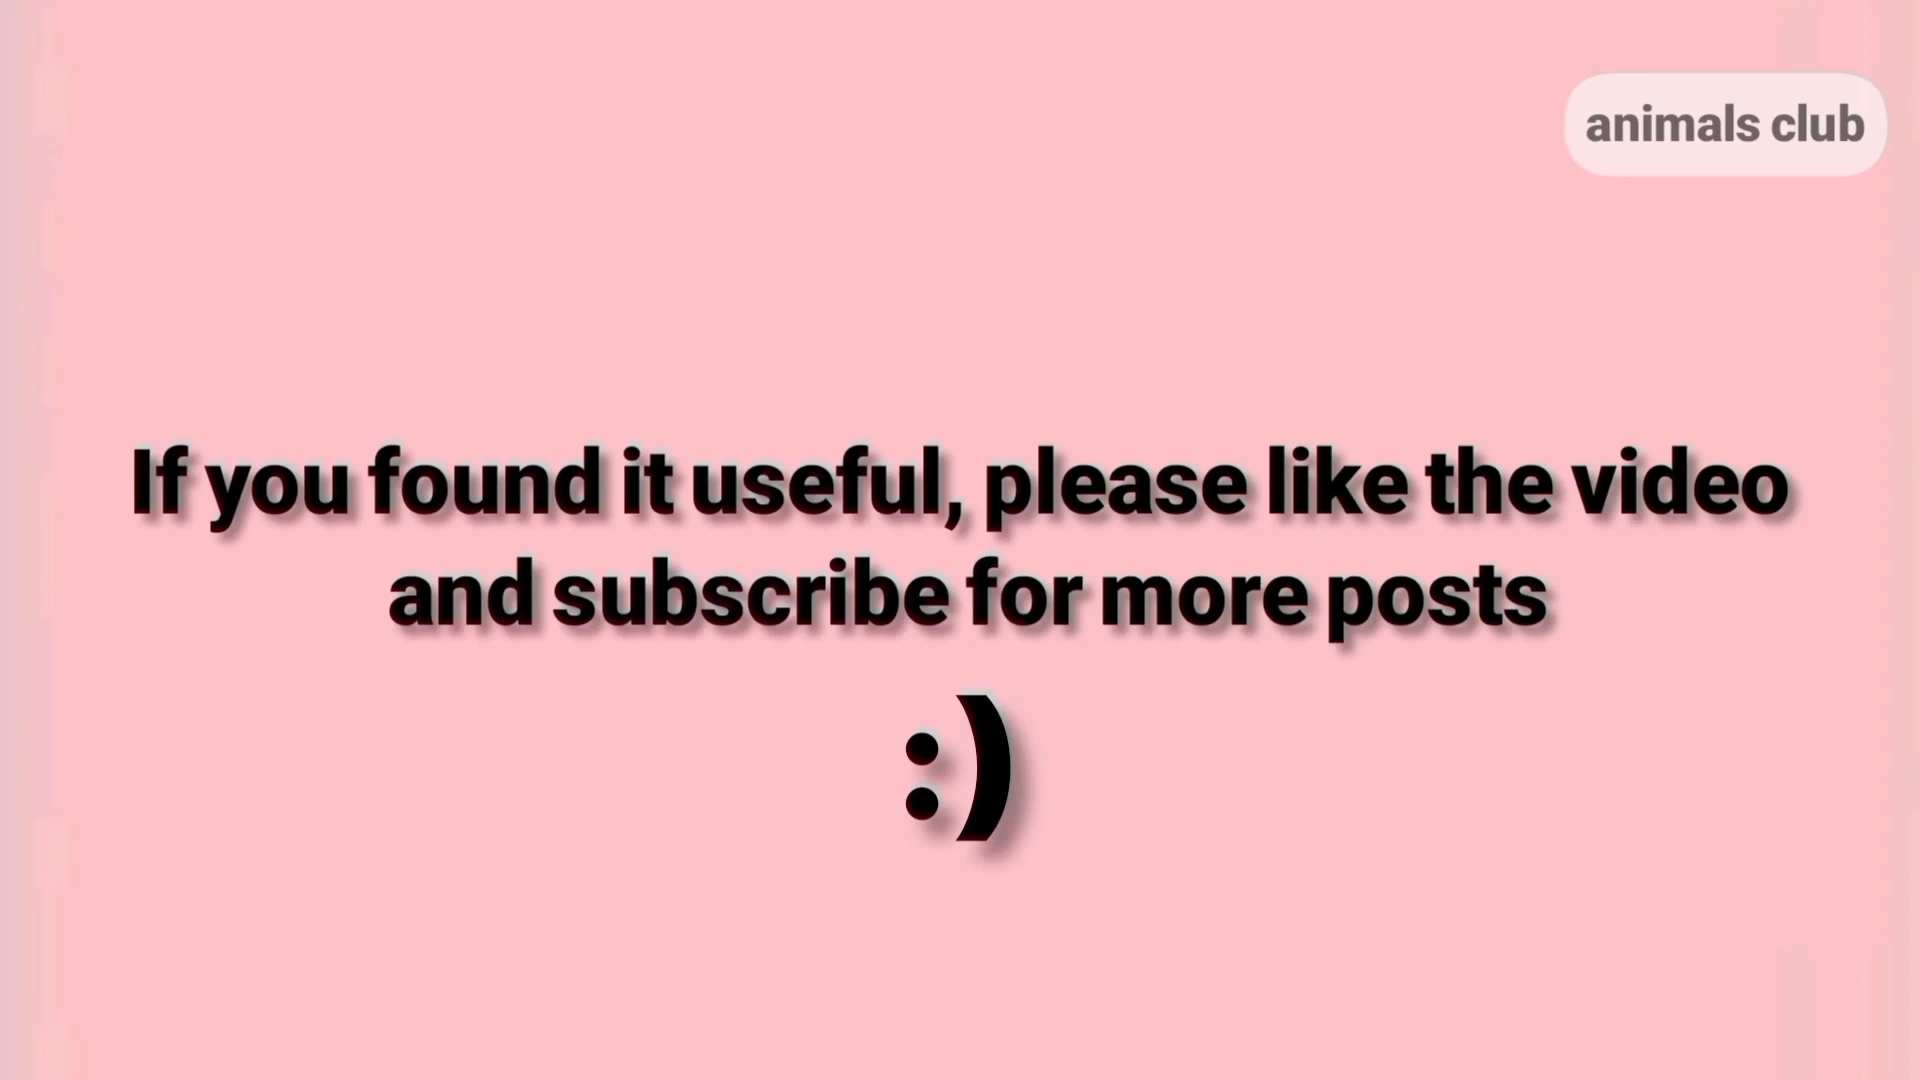 animals club
If you found it useful, please like the video
and subscribe for more posts
:)